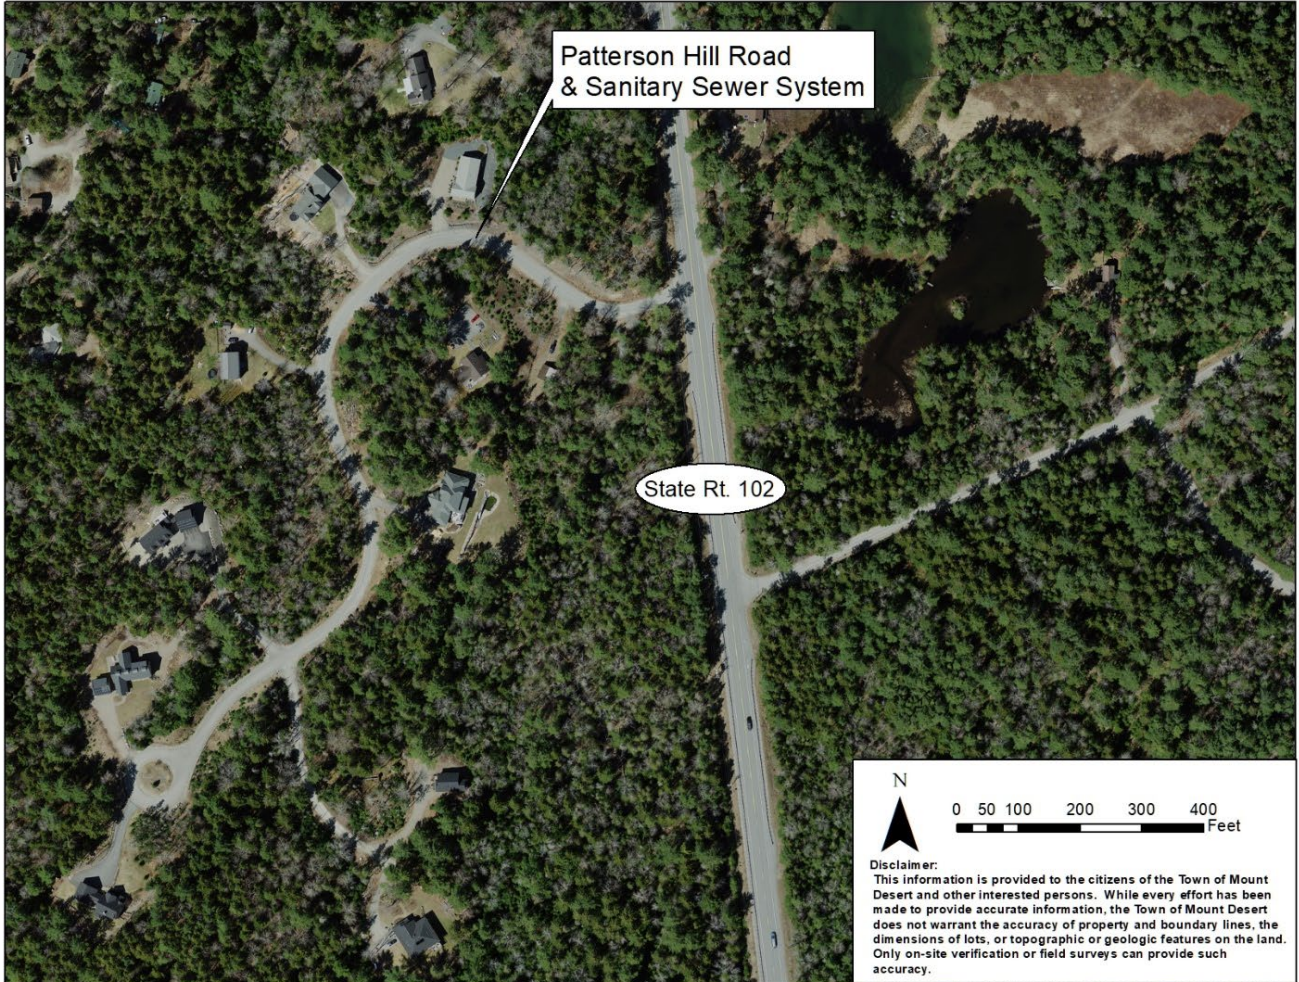 Patterson Hill Road
& Sanitary Sewer System
State Rt. 102
N
0 50 100 200 300 400
Feet
Disclaimer:
This information is provided to the citizens of the Town of Mount
Desert and other interested persons. While every effort has been
made to provide accurate information, the Town of Mount Desert
does not warrant the accuracy of property and boundary lines, the
dimensions of lots, or topographic or geologic features on the land.
Only on-site verification or field surveys can provide such
accuracy.